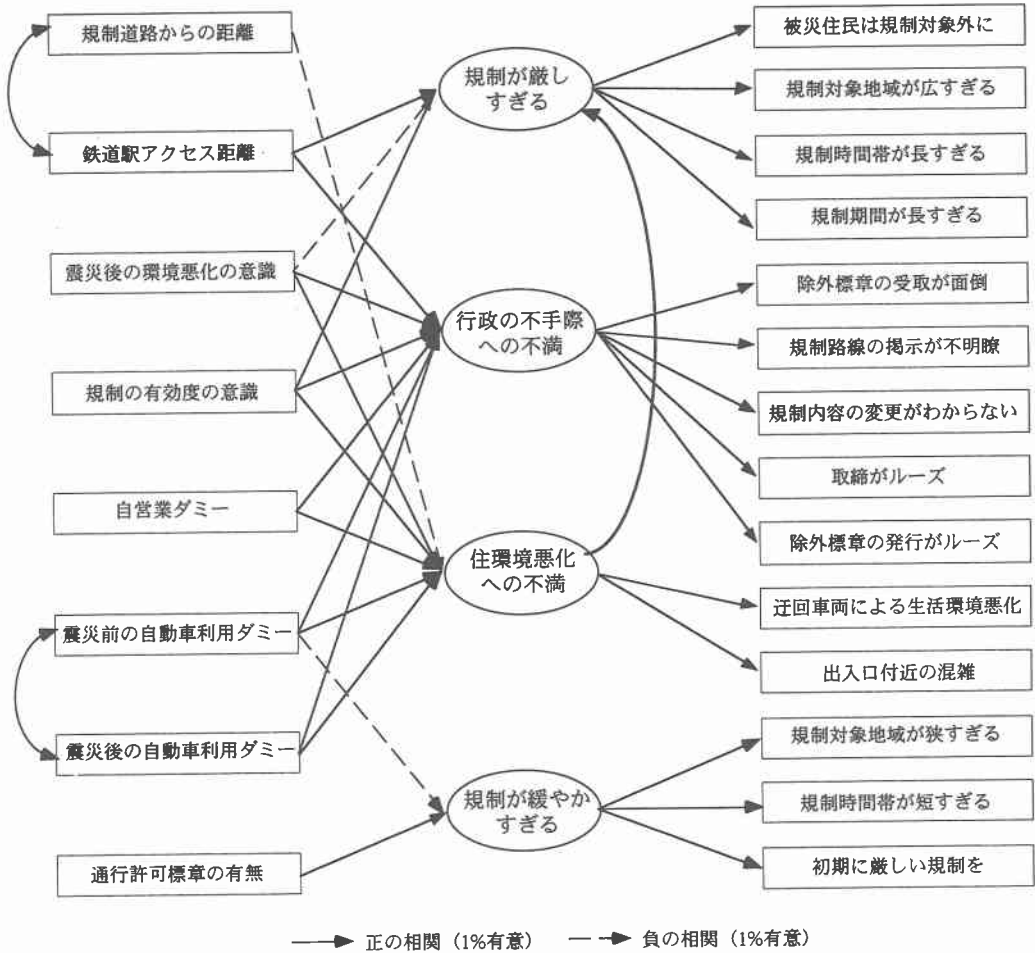 規制道路からの距離
鉄道駅アクセス距離
震災後の環境悪化の意識
規制の有効度の意識
自営業ダミー
震災前の自動車利用ダミー
震災後の自動車利用ダミー
通行許可標章の有無
規制が厳し
すぎる
行政の不手際
への不満
住環境悪化
への不満
規制が緩やか
すぎる
被災住民は規制対象外に
規制対象地域が広すぎる
規制時間帯が長すぎる
規制期間が長すぎる
除外標章の受取が面倒
規制路線の掲示が不明瞭
規制内容の変更がわからない
取締がルーズ
除外標章の発行がルーズ
迂回車両による生活環境悪化
出入口付近の混雑
規制対象地域が狭すぎる
規制時間帯が短すぎる
初期に厳しい規制を
正の相関（1%有意） 負の相関（1%有意）